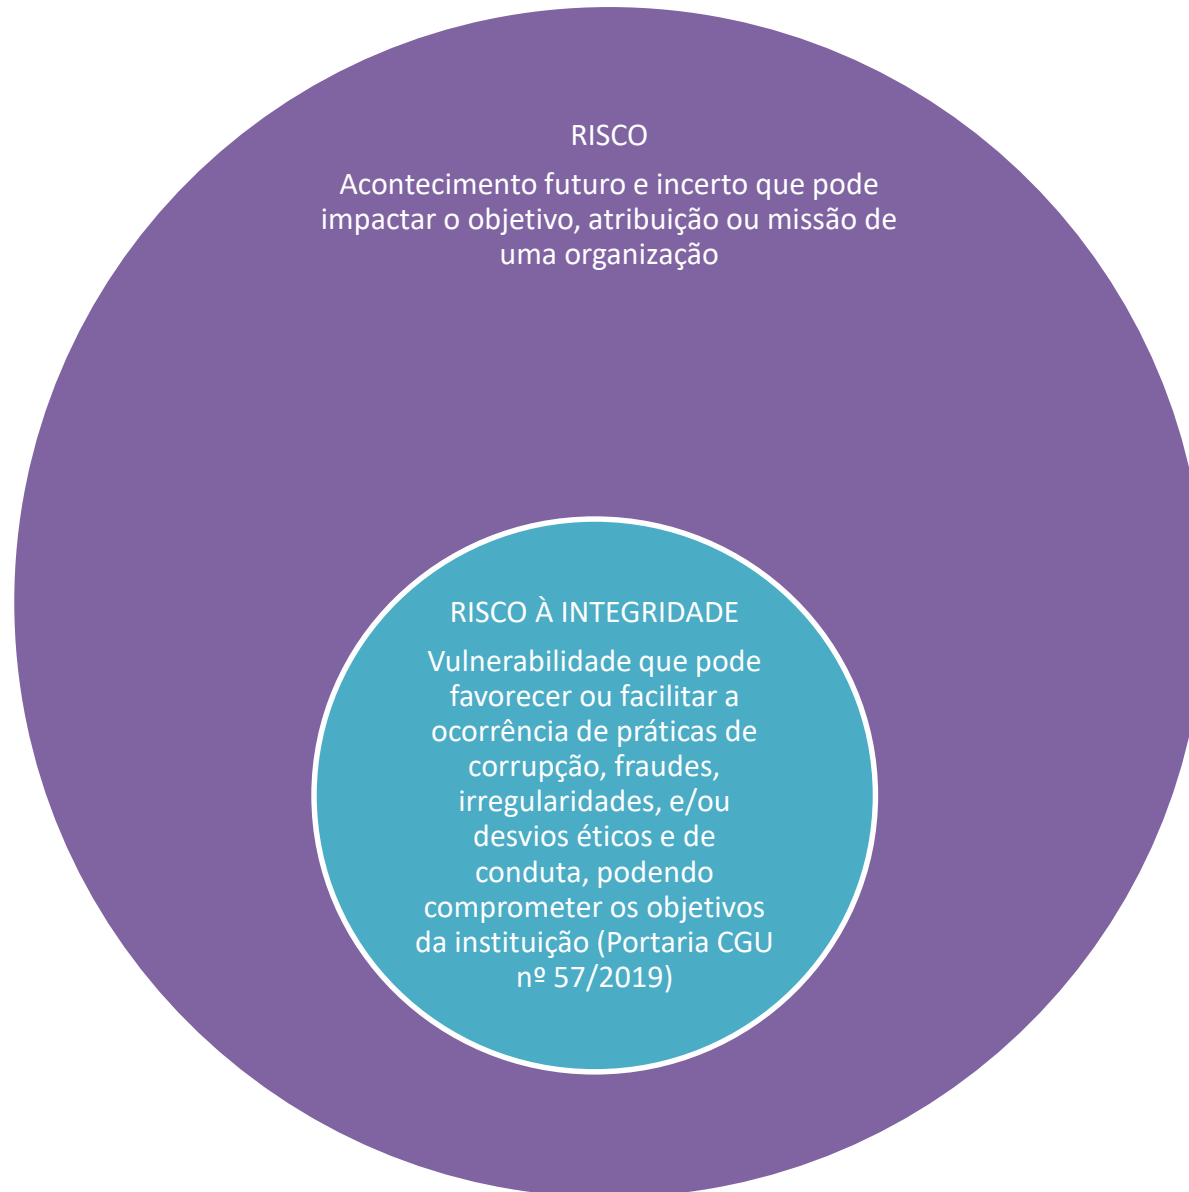 RISCO
Acontecimento futuro e incerto que pode
impactar o objetivo, atribuição ou missão de
uma organização
RISCO À INTEGRIDADE
Vulnerabilidade que pode
favorecer ou facilitar a
ocorrência de práticas de
corrupção, fraudes,
irregularidades, e/ou
desvios éticos e de
conduta, podendo
comprometer os objetivos
da instituição (Portaria CGU
nº 57/2019)